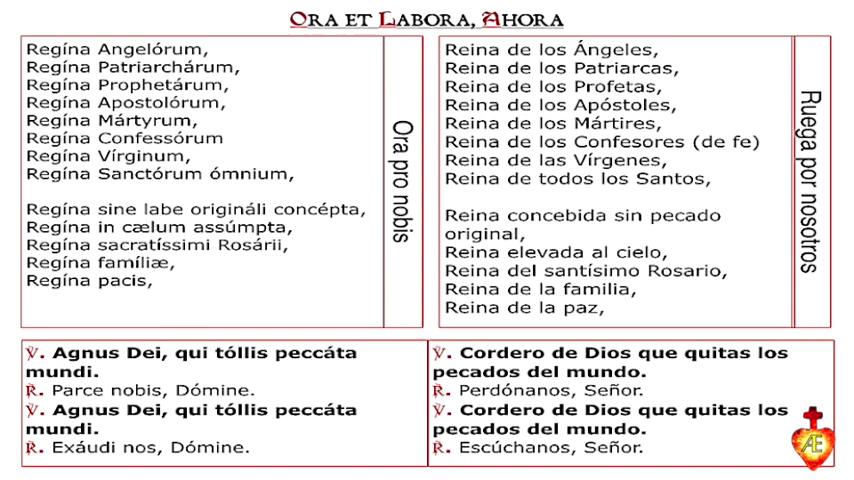 Ora et Labora, Ahora
Regína Angelórum,
Regína Patriarchárum,
Regína Prophetárum,
Regína Apostolórum,
Regína Mártyrum,
Regína Confessórum
Regína Vírginum,
Regína Sanctórum ómnium,
Regína sine labe origináli concépta,
Regína in cælum assúmpta,
Regína sacratíssimi Rosárii,
Regína famíliæ,
Regína pacis,
Ora pro nobis
Reina de los Ángeles,
Reina de los Patriarcas,
Reina de los Profetas,
Reina de los Apóstoles,
Reina de los Mártires,
Reina de los Confesores (de fe)
Reina de las Vírgenes,
Reina de todos los Santos,
Reina concebida sin pecado
original,
Reina elevada al cielo,
Reina del santísimo Rosario,
Reina de la familia,
Reina de la paz,
Ruega por nosotros
℣. Agnus Dei, qui tóllis peccáta
mundi.
℟. Parce nobis, Dómine.
℣. Agnus Dei, qui tóllis peccáta
mundi.
℟. Exáudi nos, Dómine.
℣. Cordero de Dios que quitas los
pecados del mundo.
℟. Perdónanos, Señor.
℣. Cordero de Dios que quitas los
pecados del mundo.
℟. Escúchanos, Señor.
Æ